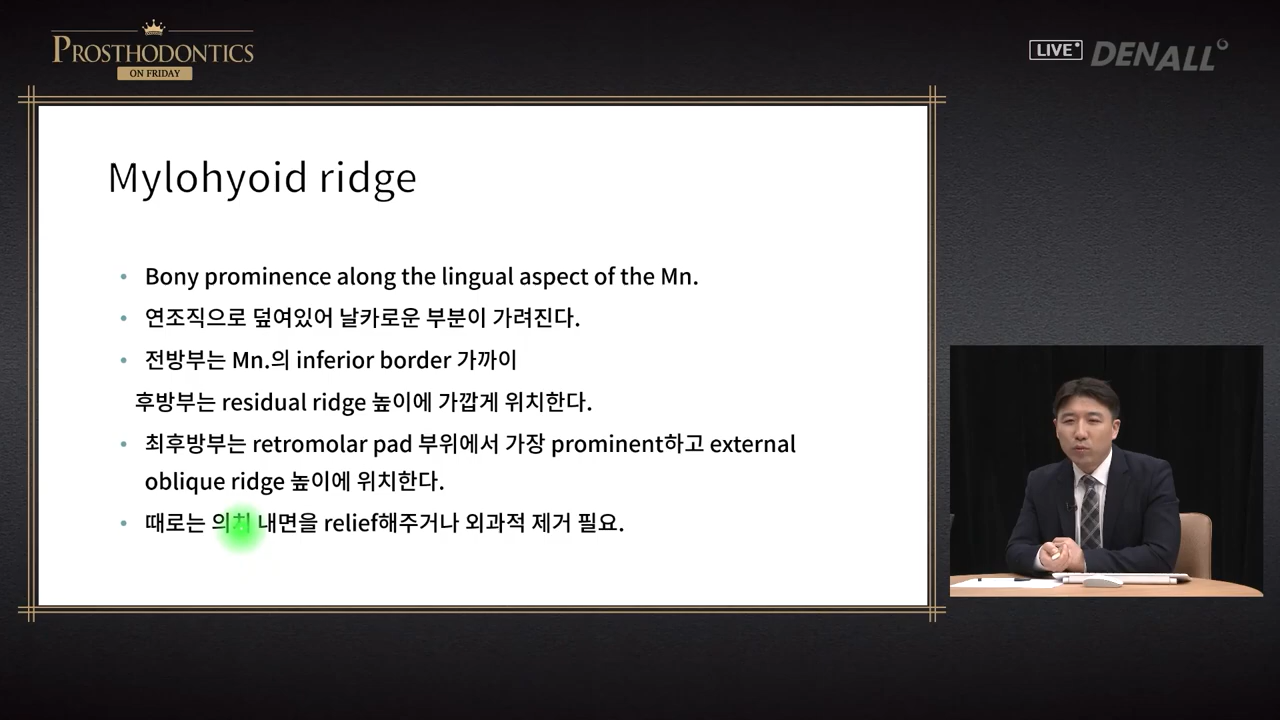 PROSTHODONTICS
ON FRIDAY
LIVE
DENALL
Mylohyoid ridge
• Bony prominence along the lingual aspect of the Mn.
• 연조직으로 덮여있어 날카로운 부분이 가려진다.
• 전방부는 Mn.의 inferior border 가까이
후방부는 residual ridge 높이에 가깝게 위치한다.
• 최후방부는 retromolar pad 부위에서 가장 prominent하고 external
oblique ridge 높이에 위치한다.
• 때로는 의치 내면을 relief해주거나 외과적 제거 필요.